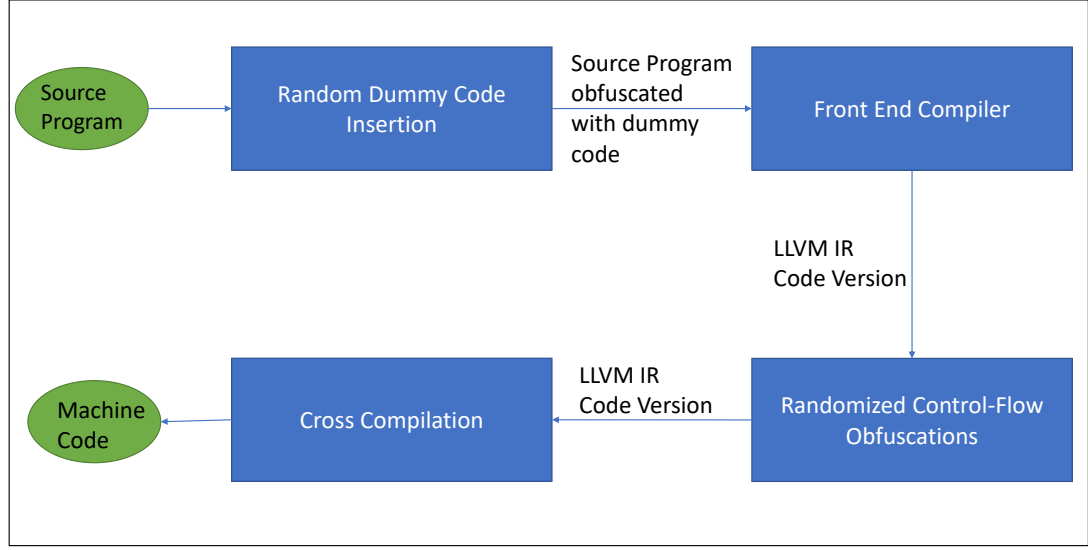 Source
Program
Random Dummy Code
Insertion
Source Program
obfuscated
with dummy
code
Front End Compiler
LLVM IR
Code Version
Randomized Control-Flow
Obfuscations
LLVM IR
Code Version
Cross Compilation
Machine
Code